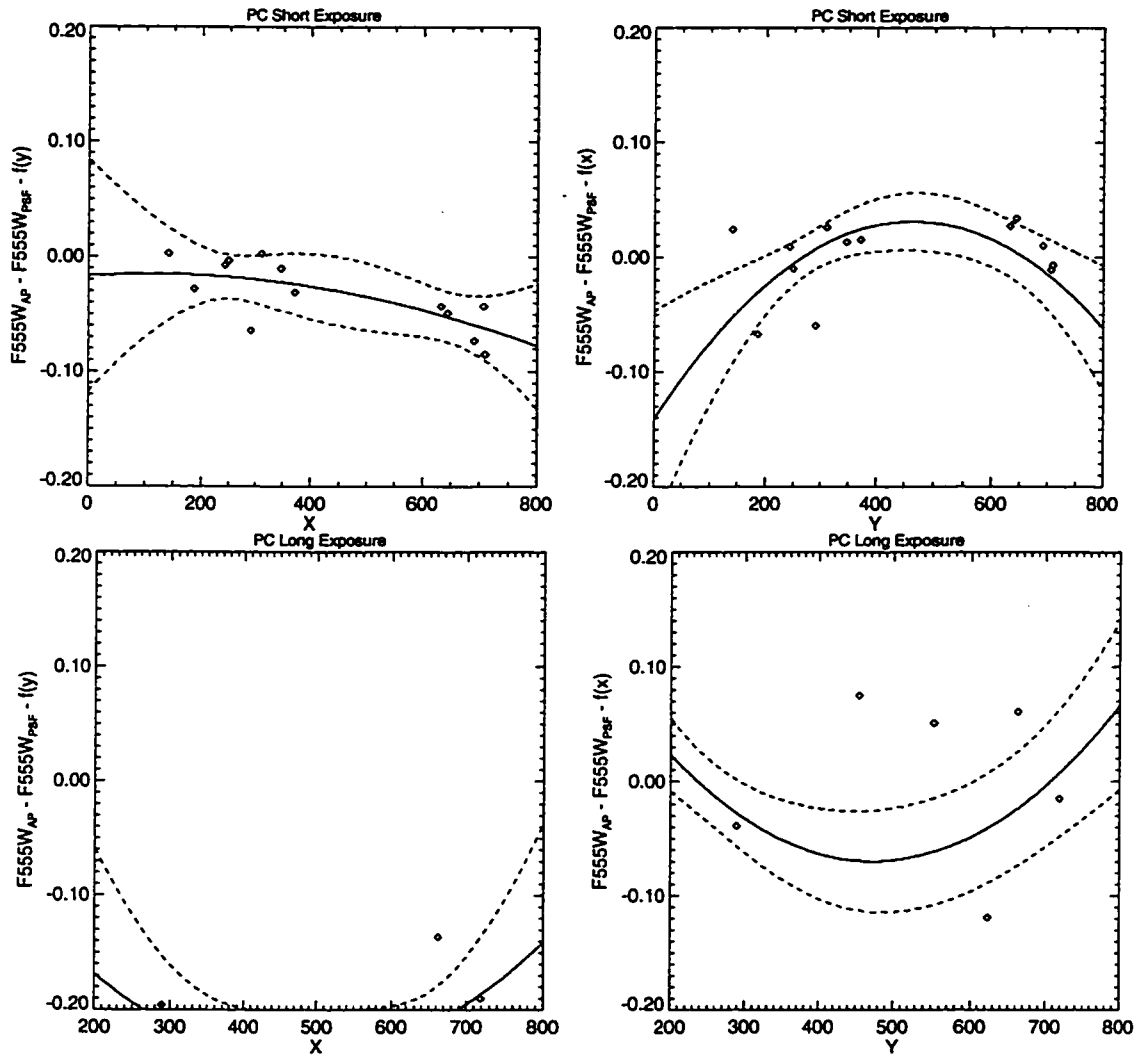 PC Short Exposure
0.20
0.10
0.00
-0.10
-0.20
F555W_AP - F555W_PSF - f(y)
0 200 400 600 800
X
PC Short Exposure
0.20
0.10
0.00
-0.10
-0.20
F555W_AP - F555W_PSF - f(x)
0 200 400 600 800
Y
PC Long Exposure
0.20
0.10
0.00
-0.10
-0.20
F555W_AP - F555W_PSF - f(y)
200 300 400 500 600 700 800
X
PC Long Exposure
0.20
0.10
0.00
-0.10
-0.20
F555W_AP - F555W_PSF - f(x)
200 300 400 500 600 700 800
Y